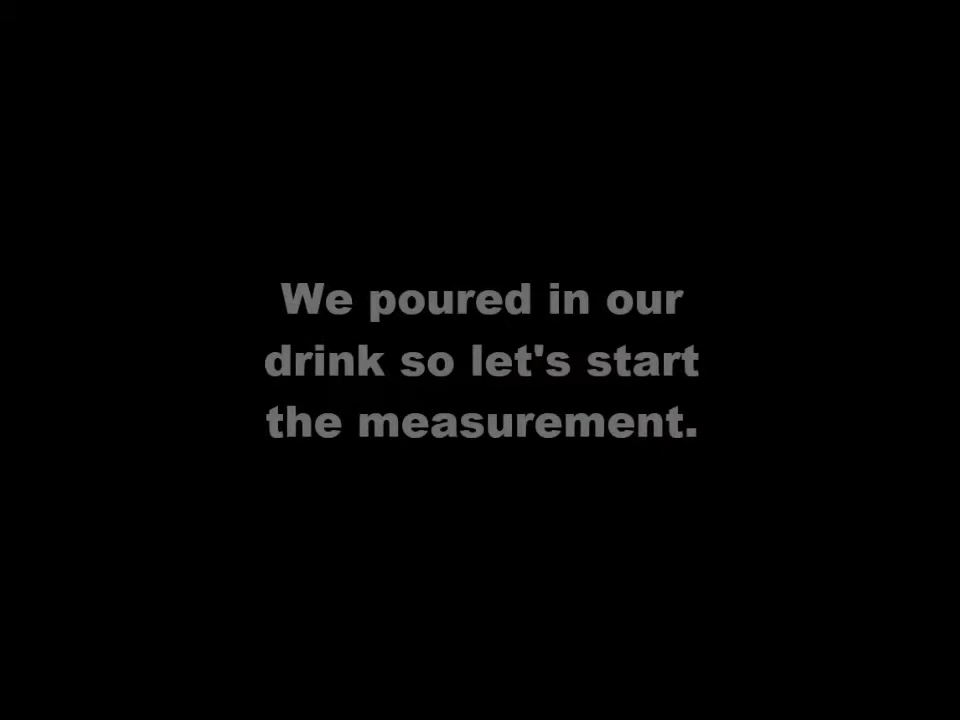 We poured in our
drink so let's start
the measurement.